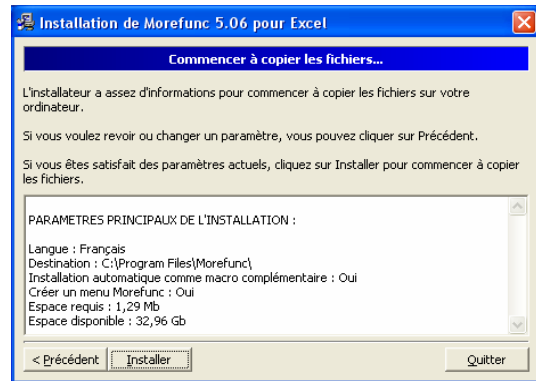 Installation de Morefunc 5.06 pour Excel
Commencer à copier les fichiers...
L'installateur a assez d'informations pour commencer à copier les fichiers sur votre
ordinateur.
Si vous voulez revoir ou changer un paramètre, vous pouvez cliquer sur Précédent.
Si vous êtes satisfait des paramètres actuels, cliquez sur Installer pour commencer à copier
les fichiers.
PARAMETRES PRINCIPAUX DE L'INSTALLATION :
Langue : Français
Destination : C:\Program Files\Morefunc\
Installation automatique comme macro complémentaire : Oui
Créer un menu Morefunc : Oui
Espace requis : 1,29 Mb
Espace disponible : 32,96 Gb
< Précédent Installer Quitter